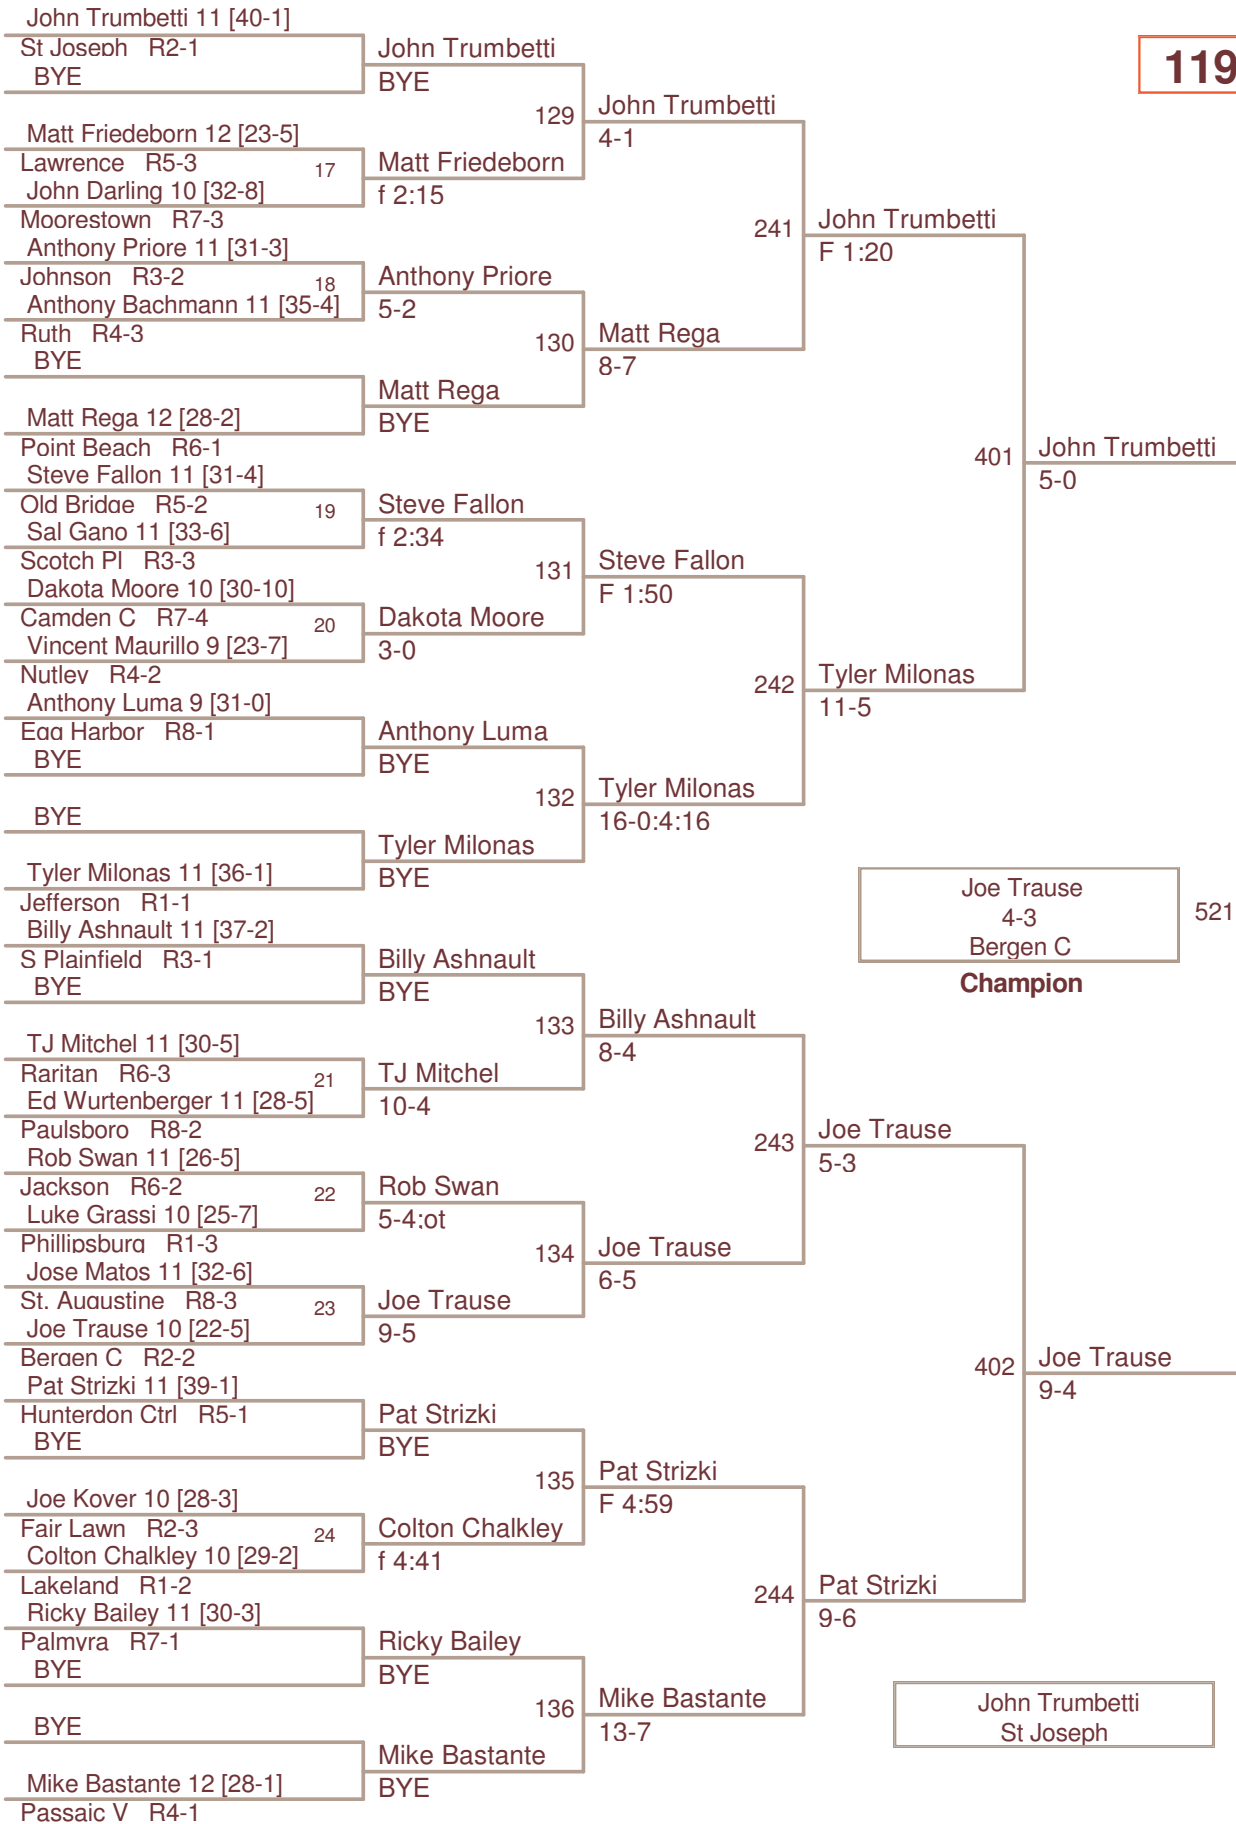 John Trumbetti 11 [40-1]
St Joseph R2-1
BYE
Matt Friedeborn 12 [23-5]
Lawrence R5-3
17
John Darling 10 [32-8]
Moorestown R7-3
Anthony Priore 11 [31-3]
Johnson R3-2
18
Anthony Bachmann 11 [35-4]
Ruth R4-3
BYE
Matt Rega 12 [28-2]
Point Beach R6-1
Steve Fallon 11 [31-4]
Old Bridge R5-2
19
Sal Gano 11 [33-6]
Scotch Pl R3-3
Dakota Moore 10 [30-10]
Camden C R7-4
20
Vincent Maurillo 9 [23-7]
Nutley R4-2
Anthony Luma 9 [31-0]
Egg Harbor R8-1
BYE
BYE
Tyler Milonas 11 [36-1]
Jefferson R1-1
Billy Ashnault 11 [37-2]
S Plainfield R3-1
BYE
TJ Mitchel 11 [30-5]
Raritan R6-3
21
Ed Wurtenberger 11 [28-5]
Paulsboro R8-2
Rob Swan 11 [26-5]
Jackson R6-2
22
Luke Grassi 10 [25-7]
Phillipsburg R1-3
Jose Matos 11 [32-6]
St. Augustine R8-3
23
Joe Trause 10 [22-5]
Bergen C R2-2
Pat Strizki 11 [39-1]
Hunterdon Ctrl R5-1
BYE
Joe Kover 10 [28-3]
Fair Lawn R2-3
24
Colton Chalkley 10 [29-2]
Lakeland R1-2
Ricky Bailey 11 [30-3]
Palmyra R7-1
BYE
BYE
Mike Bastante 12 [28-1]
Passaic V R4-1
John Trumbetti
BYE
129
Matt Friedeborn
f 2:15
Anthony Priore
5-2
130
Matt Rega
BYE
Steve Fallon
f 2:34
131
Dakota Moore
3-0
Anthony Luma
BYE
132
Tyler Milonas
BYE
Billy Ashnault
BYE
133
TJ Mitchel
10-4
Rob Swan
5-4;ot
134
Joe Trause
9-5
Pat Strizki
BYE
135
Colton Chalkley
f 4:41
Ricky Bailey
BYE
136
Mike Bastante
BYE
John Trumbetti
4-1
241
Matt Rega
8-7
Steve Fallon
F 1:50
242
Tyler Milonas
16-0:4:16
Billy Ashnault
8-4
243
Joe Trause
6-5
Pat Strizki
F 4:59
244
Mike Bastante
13-7
John Trumbetti
F 1:20
401
Tyler Milonas
11-5
Joe Trause
5-3
402
Pat Strizki
9-6
119
John Trumbetti
5-0
Joe Trause
4-3
Bergen C
521
Champion
Joe Trause
9-4
John Trumbetti
St Joseph